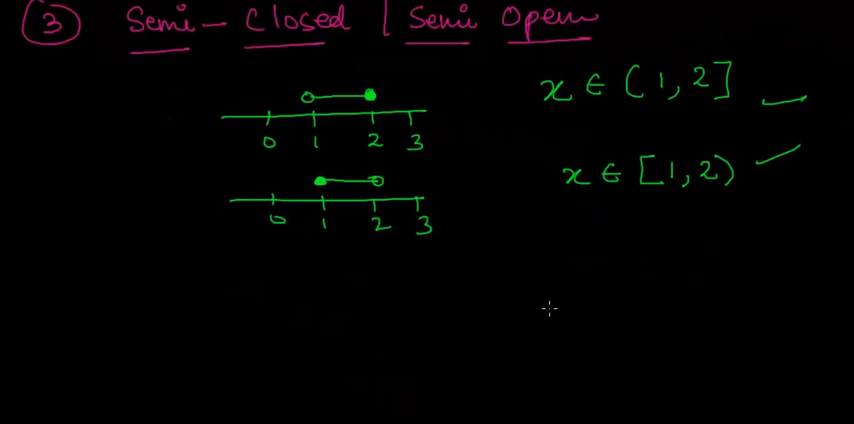 ③ Semi-Closed | Semi Open
x ∈ (1, 2]
0 1 2 3
x ∈ [1, 2)
0 1 2 3